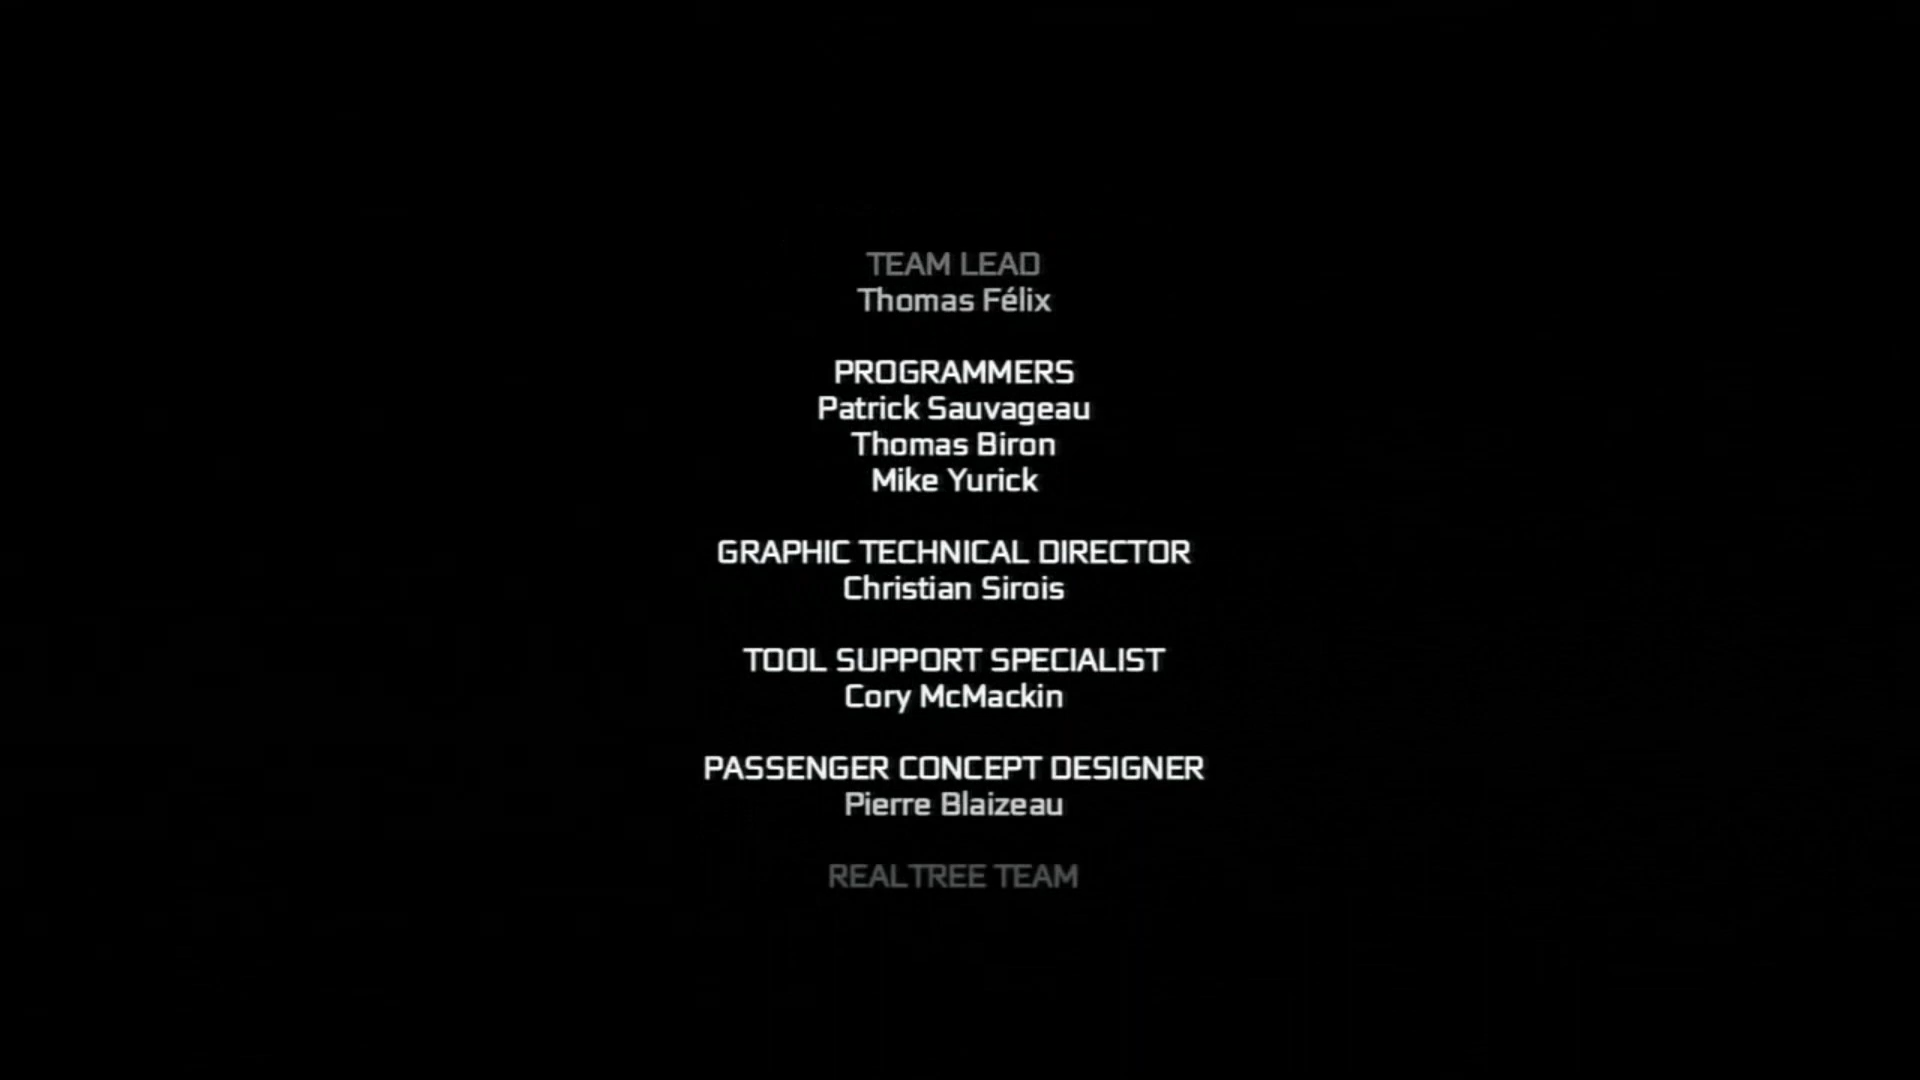 TEAM LEAD
Thomas Félix
PROGRAMMERS
Patrick Sauvageau
Thomas Biron
Mike Yurick
GRAPHIC TECHNICAL DIRECTOR
Christian Sirois
TOOL SUPPORT SPECIALIST
Cory McMackin
PASSENGER CONCEPT DESIGNER
Pierre Blaizeau
REALTREE TEAM